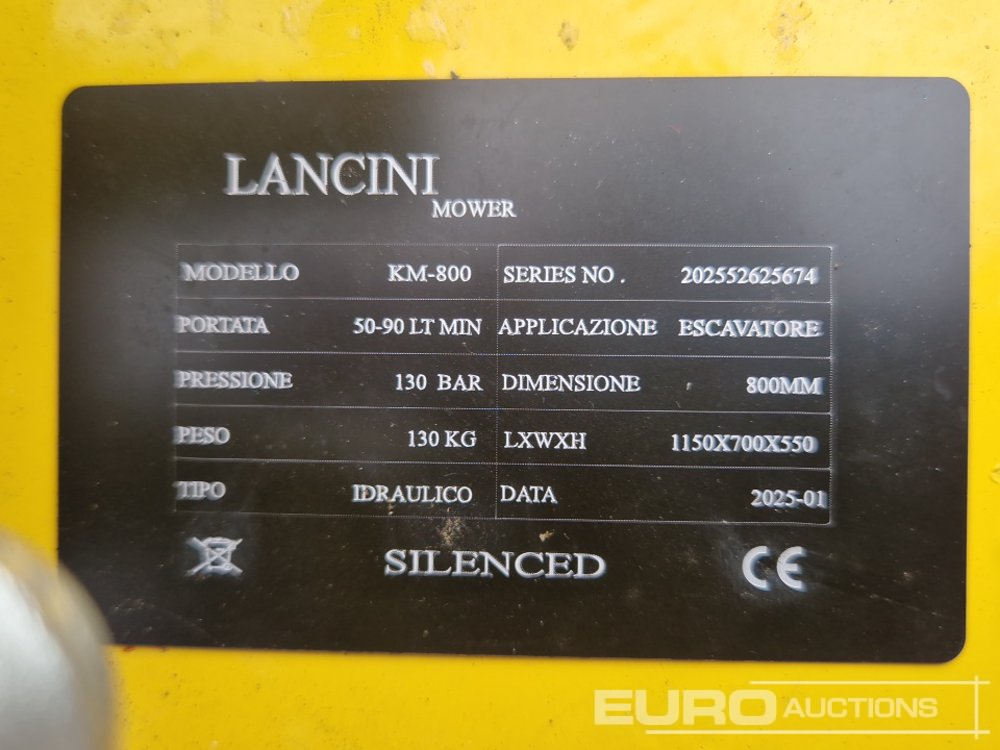 LANCINI
MOWER
MODELLO KM-800 SERIES NO . 202552625674
PORTATA 50-90 LT MIN APPLICAZIONE ESCAVATORE
PRESSIONE 130 BAR DIMENSIONE 800MM
PESO 130 KG LXWXH 1150X700X550
TIPO IDRAULICO DATA 2025-01
SILENCED CE
EURO AUCTIONS